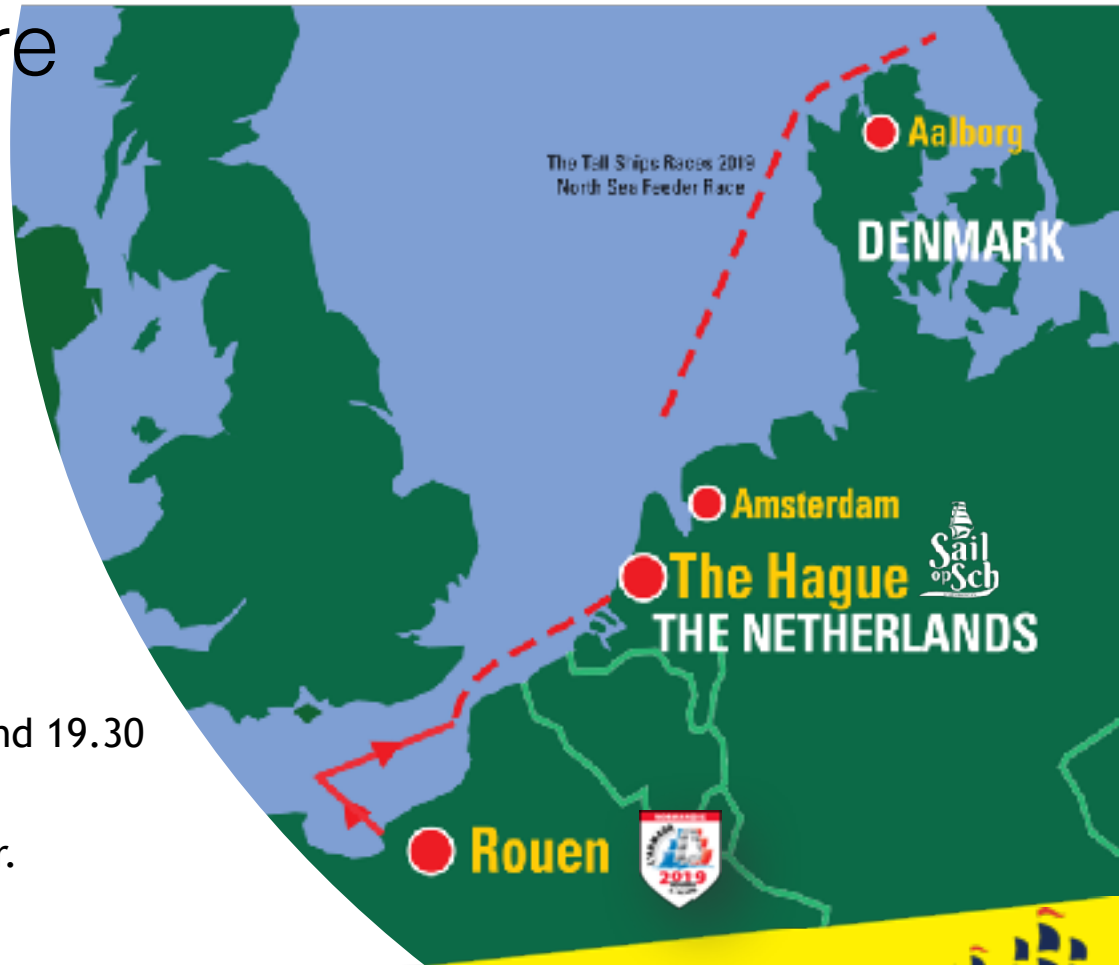 re
The Tall Ships Races 2019
North Sea Feeder Race
Aalborg
DENMARK
Amsterdam
The Hague
Sail
op Sch
THE NETHERLANDS
nd 19.30
r.
Rouen
L'ARMADA
2019